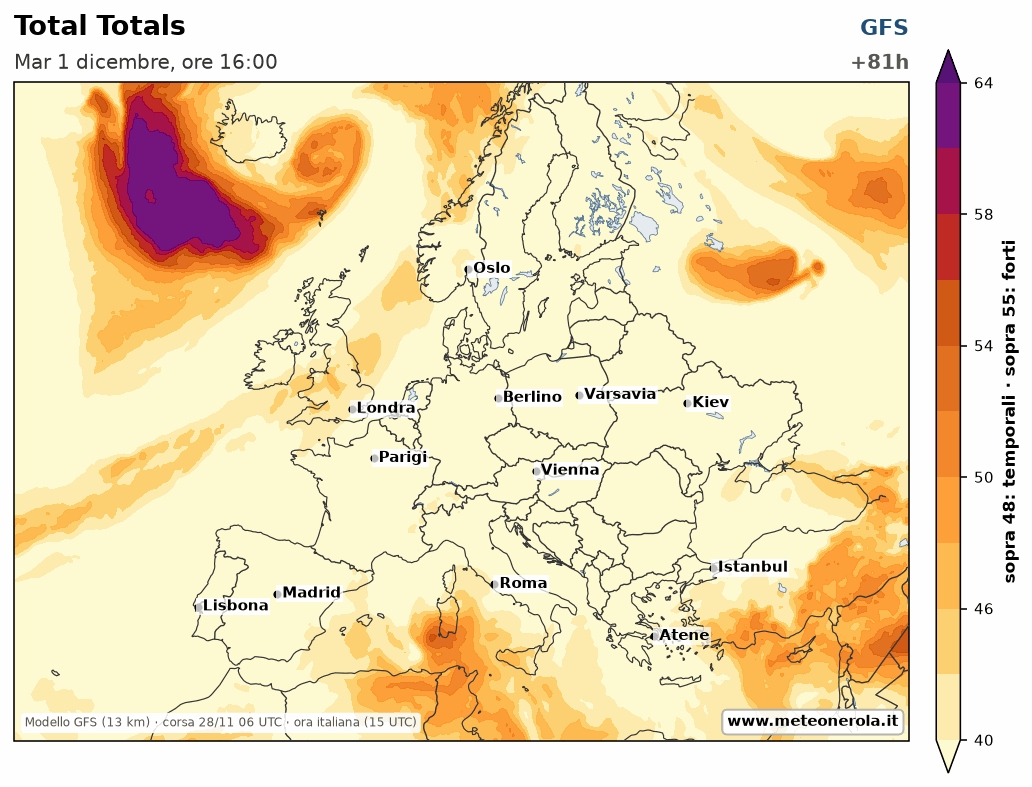 Total Totals
GFS
Mar 1 dicembre, ore 16:00
+81h
64
58
54
50
46
40
sopra 48: temporali · sopra 55: forti
Oslo
Londra
Berlino
Varsavia
Kiev
Parigi
Vienna
Lisbona
Madrid
Roma
Istanbul
Atene
Modello GFS (13 km) · corsa 28/11 06 UTC · ora italiana (15 UTC)
www.meteonerola.it